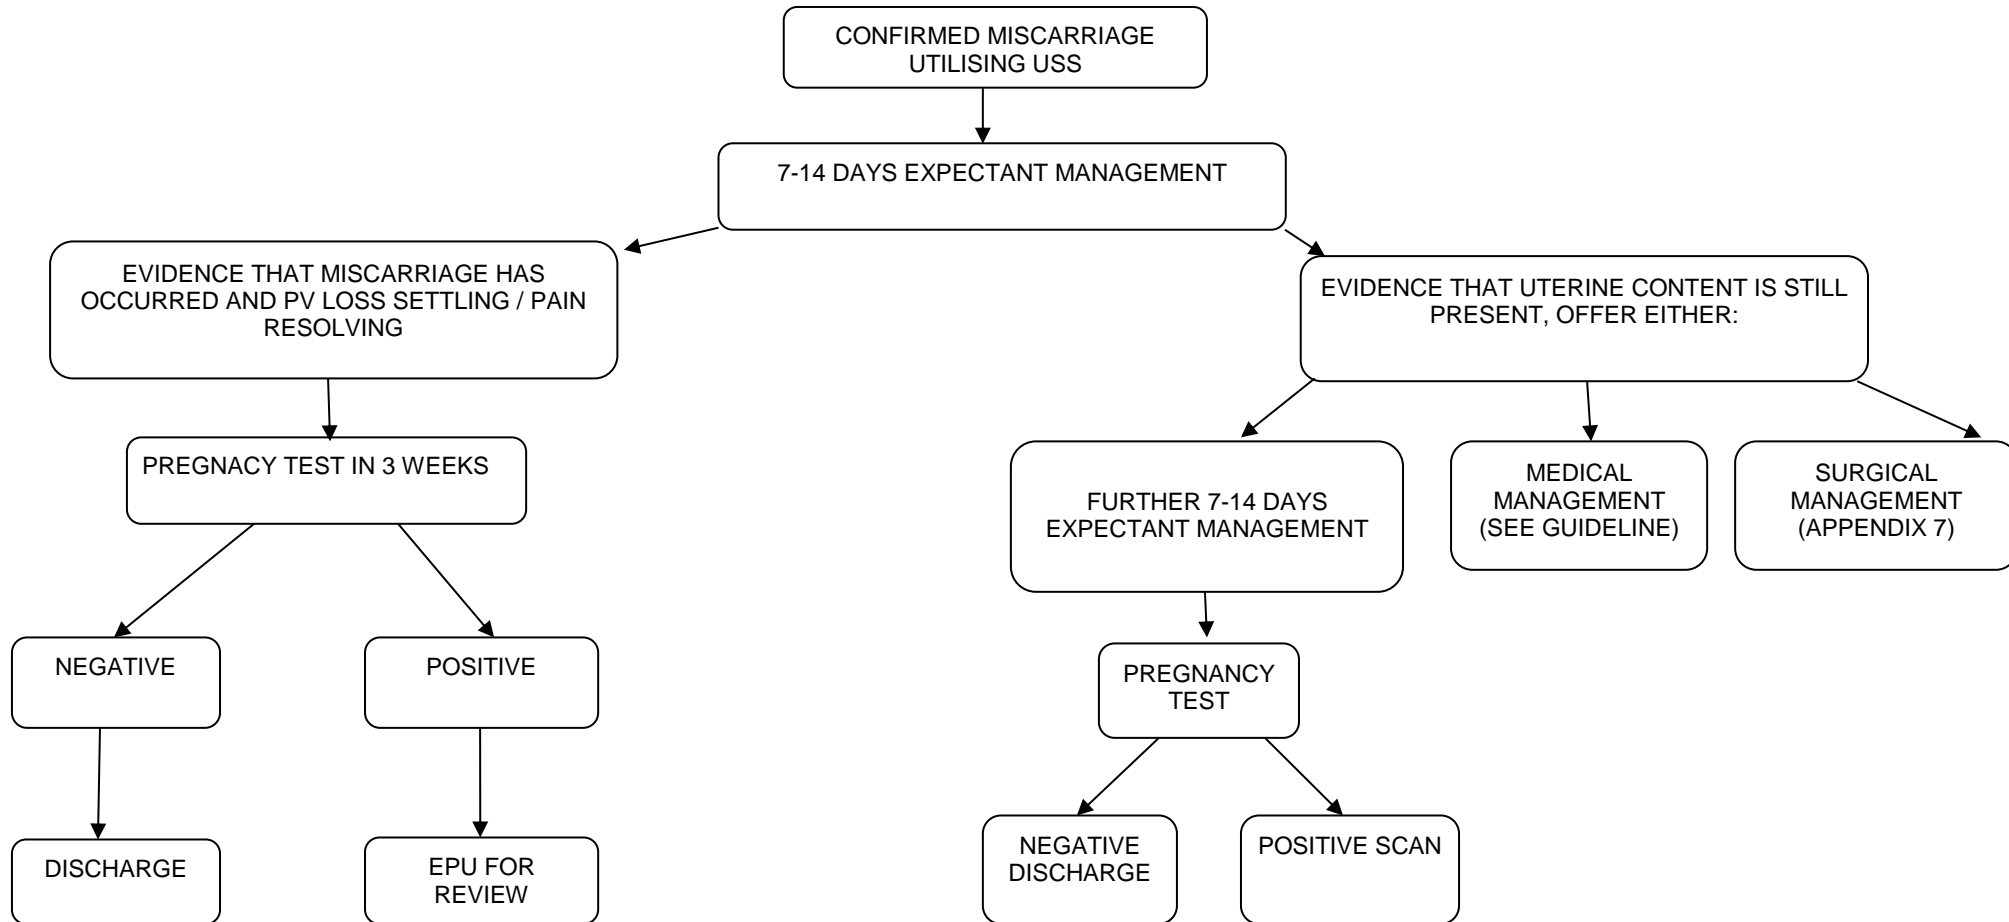 CONFIRMED MISCARRIAGE
UTILISING USS
7-14 DAYS EXPECTANT MANAGEMENT
EVIDENCE THAT MISCARRIAGE HAS
OCCURRED AND PV LOSS SETTLING / PAIN
RESOLVING
EVIDENCE THAT UTERINE CONTENT IS STILL
PRESENT, OFFER EITHER:
PREGNACY TEST IN 3 WEEKS
FURTHER 7-14 DAYS
EXPECTANT MANAGEMENT
MEDICAL
MANAGEMENT
(SEE GUIDELINE)
SURGICAL
MANAGEMENT
(APPENDIX 7)
NEGATIVE
POSITIVE
PREGNANCY
TEST
DISCHARGE
EPU FOR
REVIEW
NEGATIVE
DISCHARGE
POSITIVE SCAN